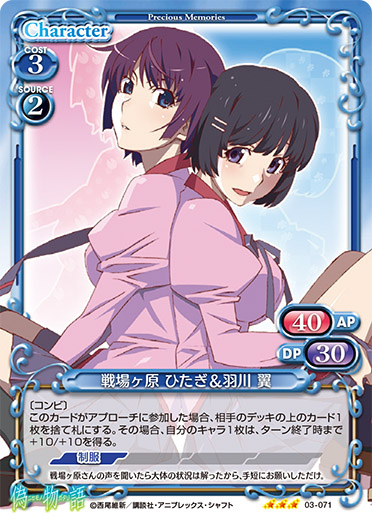 Precious Memories
Character
COST
3
SOURCE
2
40 AP
DP 30
戦場ヶ原 ひたぎ&羽川 翼
[コンビ]
このカードがアプローチに参加した場合、相手のデッキの上のカード1
枚を捨て札にする。その場合、自分のキャラ1枚は、ターン終了時まで
+10/+10を得る。
制服
戦場ヶ原さんの声を聞いたら大体の状況は解ったから、手短にお願いしただけ。
偽物語
©西尾維新/講談社・アニプレックス・シャフト
03-071